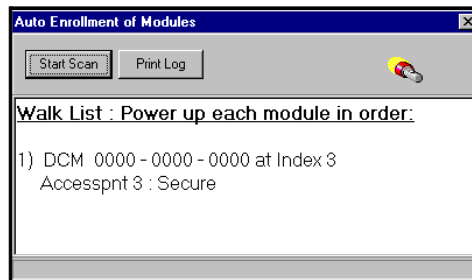 Auto Enrollment of Modules
Start Scan Print Log
Walk List : Power up each module in order:
1) DCM 0000 - 0000 - 0000 at Index 3
Accesspnt 3 : Secure